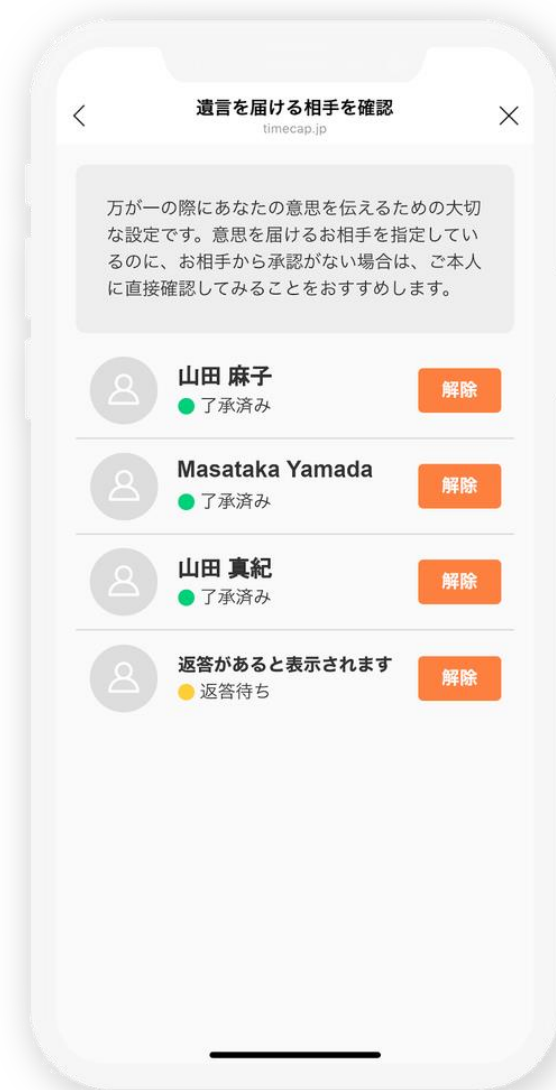 遺言を届ける相手を確認
timecap.jp
万が一の際にあなたの意思を伝えるための大切
な設定です。意思を届けるお相手を指定してい
るのに、お相手から承認がない場合は、ご本人
に直接確認してみることをおすすめします。
山田 麻子
了承済み
解除
Masataka Yamada
了承済み
解除
山田 真紀
了承済み
解除
返答があると表示されます
返答待ち
解除